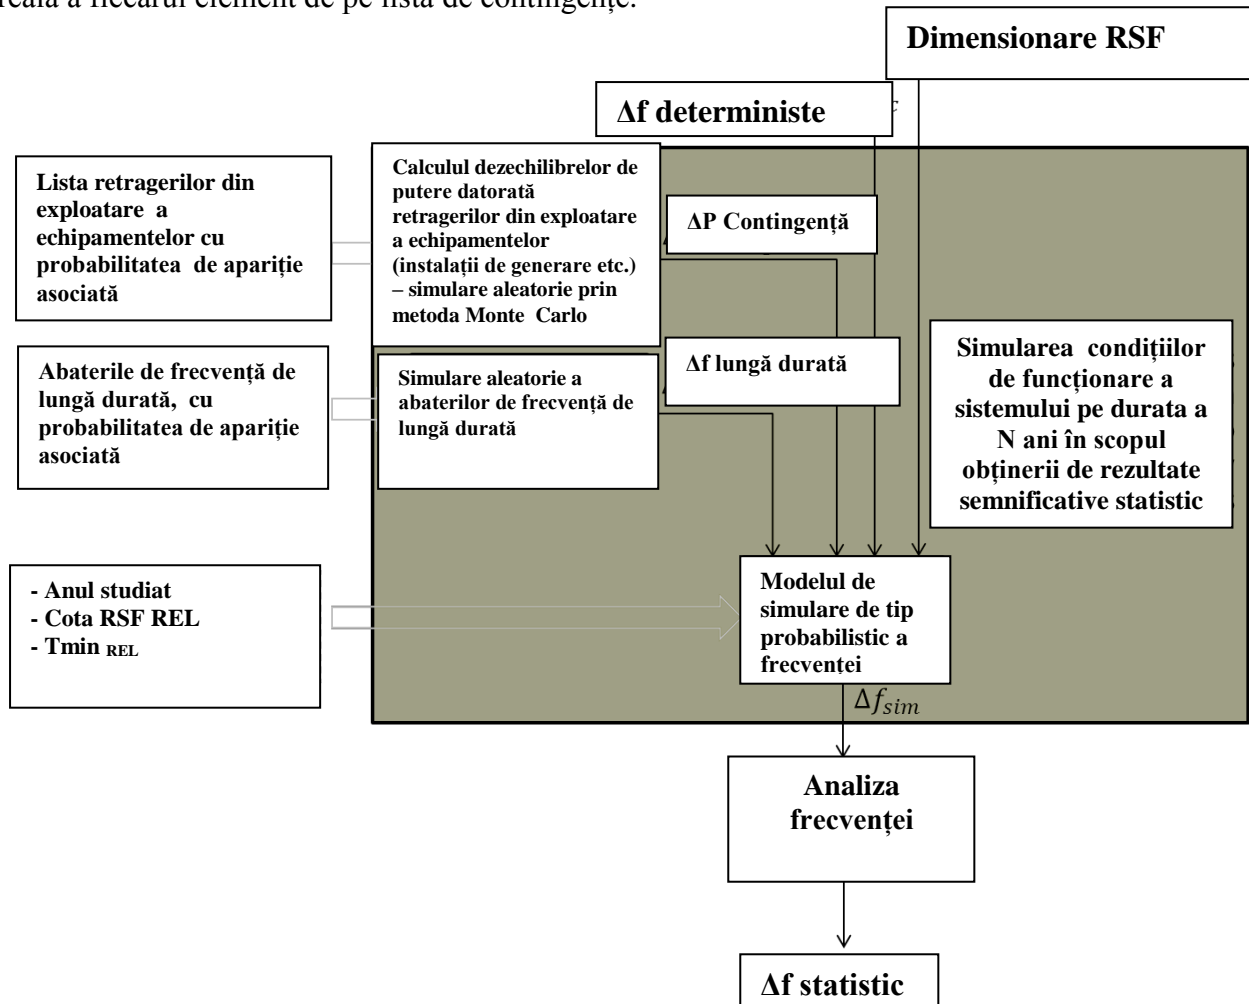 reală a fiecărui element de pe lista de contingențe.
Dimensionare RSF
Δf deterministe
c
Lista retragerilor din
exploatare a
echipamentelor cu
probabilitatea de apariție
asociată
Calculul dezechilibrelor de
putere datorată
retragerilor din exploatare
a echipamentelor
(instalații de generare etc.)
– simulare aleatorie prin
metoda Monte Carlo
ΔP Contingență
Abaterile de frecvență de
lungă durată, cu
probabilitatea de apariție
asociată
Simulare aleatorie a
abaterilor de frecvență de
lungă durată
Δf lungă durată
Simularea condițiilor
de funcționare a
sistemului pe durata a
N ani în scopul
obținerii de rezultate
semnificative statistic
- Anul studiat
- Cota RSF REL
- Tmin REL
Modelul de
simulare de tip
probabilistic a
frecvenței
Δf sim
Analiza
frecvenței
Δf statistic